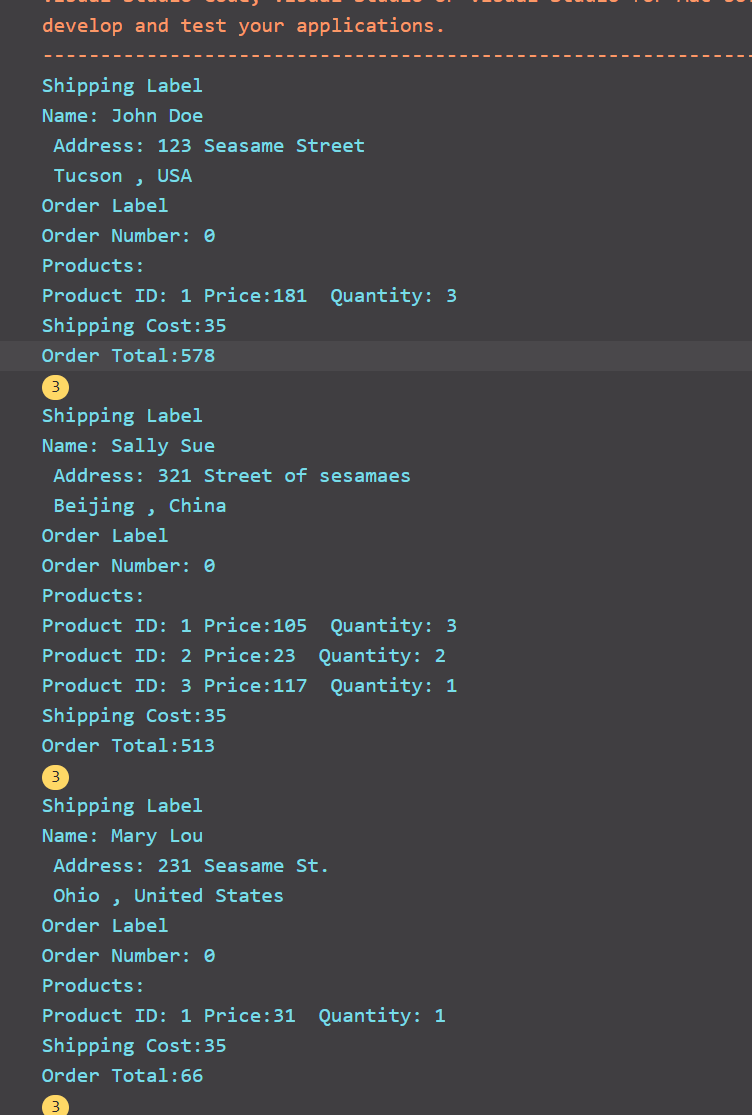 develop and test your applications.
--------------------------------------------------------------
Shipping Label
Name: John Doe
Address: 123 Seasame Street
Tucson , USA
Order Label
Order Number: 0
Products:
Product ID: 1 Price:181  Quantity: 3
Shipping Cost:35
Order Total:578
3
Shipping Label
Name: Sally Sue
Address: 321 Street of sesamaes
Beijing , China
Order Label
Order Number: 0
Products:
Product ID: 1 Price:105  Quantity: 3
Product ID: 2 Price:23  Quantity: 2
Product ID: 3 Price:117  Quantity: 1
Shipping Cost:35
Order Total:513
3
Shipping Label
Name: Mary Lou
Address: 231 Seasame St.
Ohio , United States
Order Label
Order Number: 0
Products:
Product ID: 1 Price:31  Quantity: 1
Shipping Cost:35
Order Total:66
3